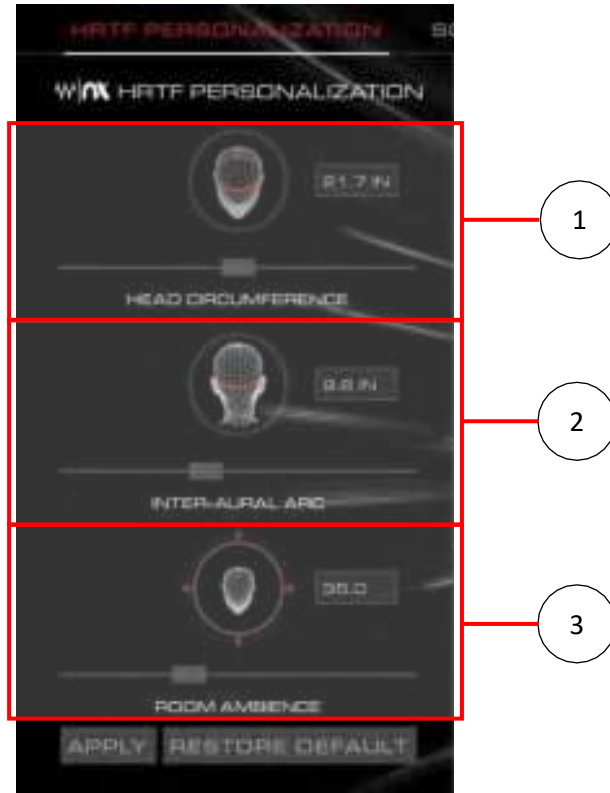 HRTF PERSONALIZATION
W|NX HRTF PERSONALIZATION
21.7 IN
1
HEAD CIRCUMFERENCE
2
INTER-AURAL ARC
3
ROOM AMBIENCE
APPLY RESTORE DEFAULT